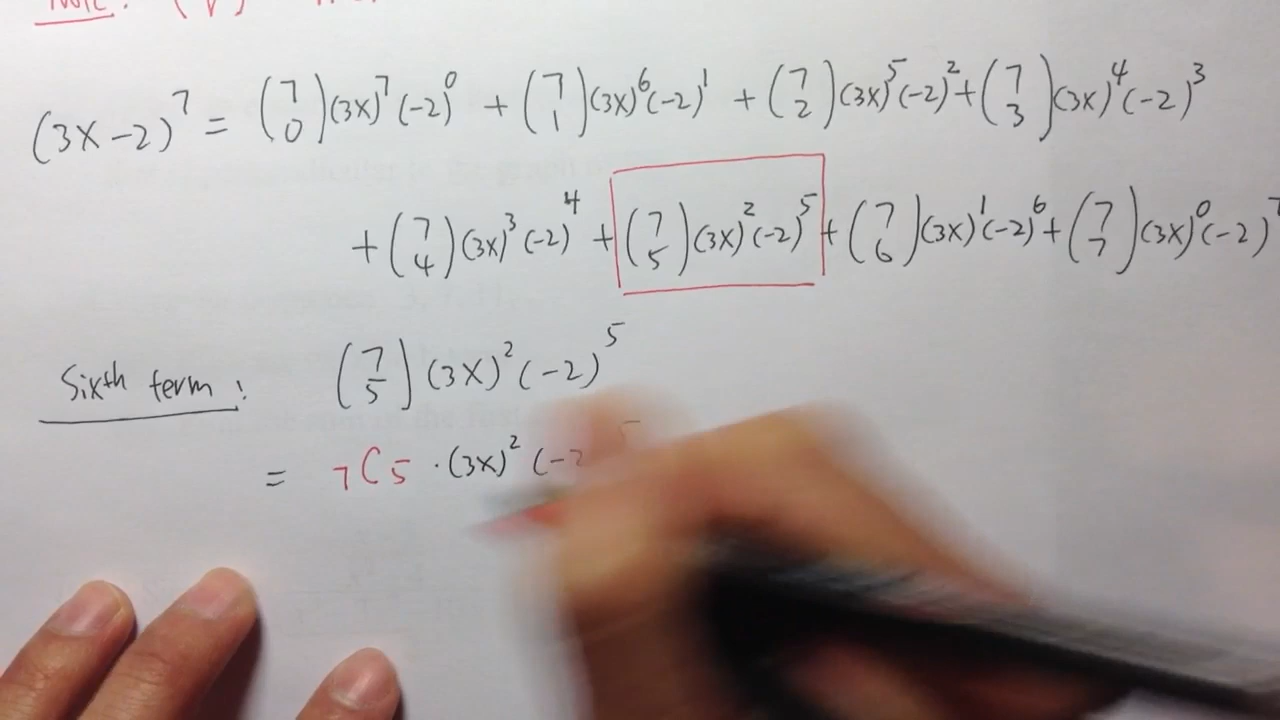 Note:
(3x-2)⁷ = (7 0)(3x)⁷(-2)⁰ + (7 1)(3x)⁶(-2)¹ + (7 2)(3x)⁵(-2)² + (7 3)(3x)⁴(-2)³
+ (7 4)(3x)³(-2)⁴ + (7 5)(3x)²(-2)⁵ + (7 6)(3x)¹(-2)⁶ + (7 7)(3x)⁰(-2)⁷
Sixth term: (7 5)(3x)²(-2)⁵
= 7C5 · (3x)² (-2